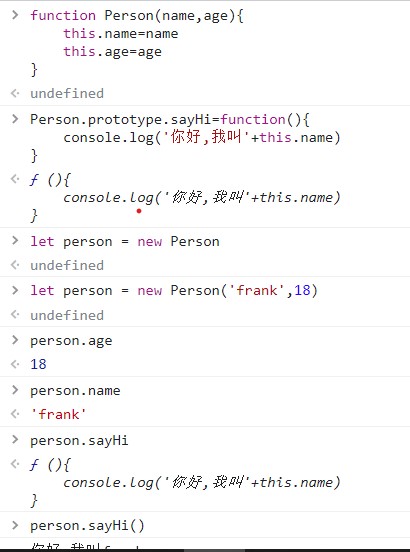 function Person(name,age){
this.name=name
this.age=age
}
undefined
Person.prototype.sayHi=function(){
console.log('你好,我叫'+this.name)
}
ƒ (){
console.log('你好,我叫'+this.name)
}
let person = new Person
undefined
let person = new Person('frank',18)
undefined
person.age
18
person.name
'frank'
person.sayHi
ƒ (){
console.log('你好,我叫'+this.name)
}
person.sayHi()